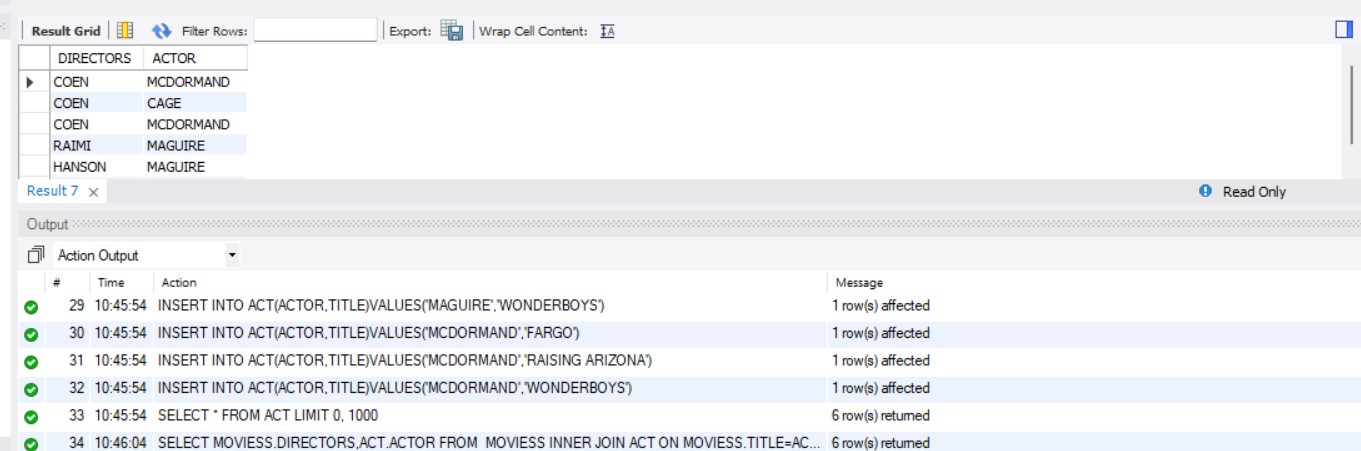 Result Grid Filter Rows: Export: Wrap Cell Content: IA
DIRECTORS ACTOR
COEN MCDORMAND
COEN CAGE
COEN MCDORMAND
RAIMI MAGUIRE
HANSON MAGUIRE
Result 7 × Read Only
Output
Action Output
# Time Action Message
29 10:45:54 INSERT INTO ACT(ACTOR,TITLE)VALUES('MAGUIRE','WONDERBOYS') 1 row(s) affected
30 10:45:54 INSERT INTO ACT(ACTOR,TITLE)VALUES('MCDORMAND','FARGO') 1 row(s) affected
31 10:45:54 INSERT INTO ACT(ACTOR,TITLE)VALUES('MCDORMAND','RAISING ARIZONA') 1 row(s) affected
32 10:45:54 INSERT INTO ACT(ACTOR,TITLE)VALUES('MCDORMAND','WONDERBOYS') 1 row(s) affected
33 10:45:54 SELECT * FROM ACT LIMIT 0, 1000 6 row(s) returned
34 10:46:04 SELECT MOVIESS.DIRECTORS,ACT.ACTOR FROM MOVIESS INNER JOIN ACT ON MOVIESS.TITLE=AC... 6 row(s) returned